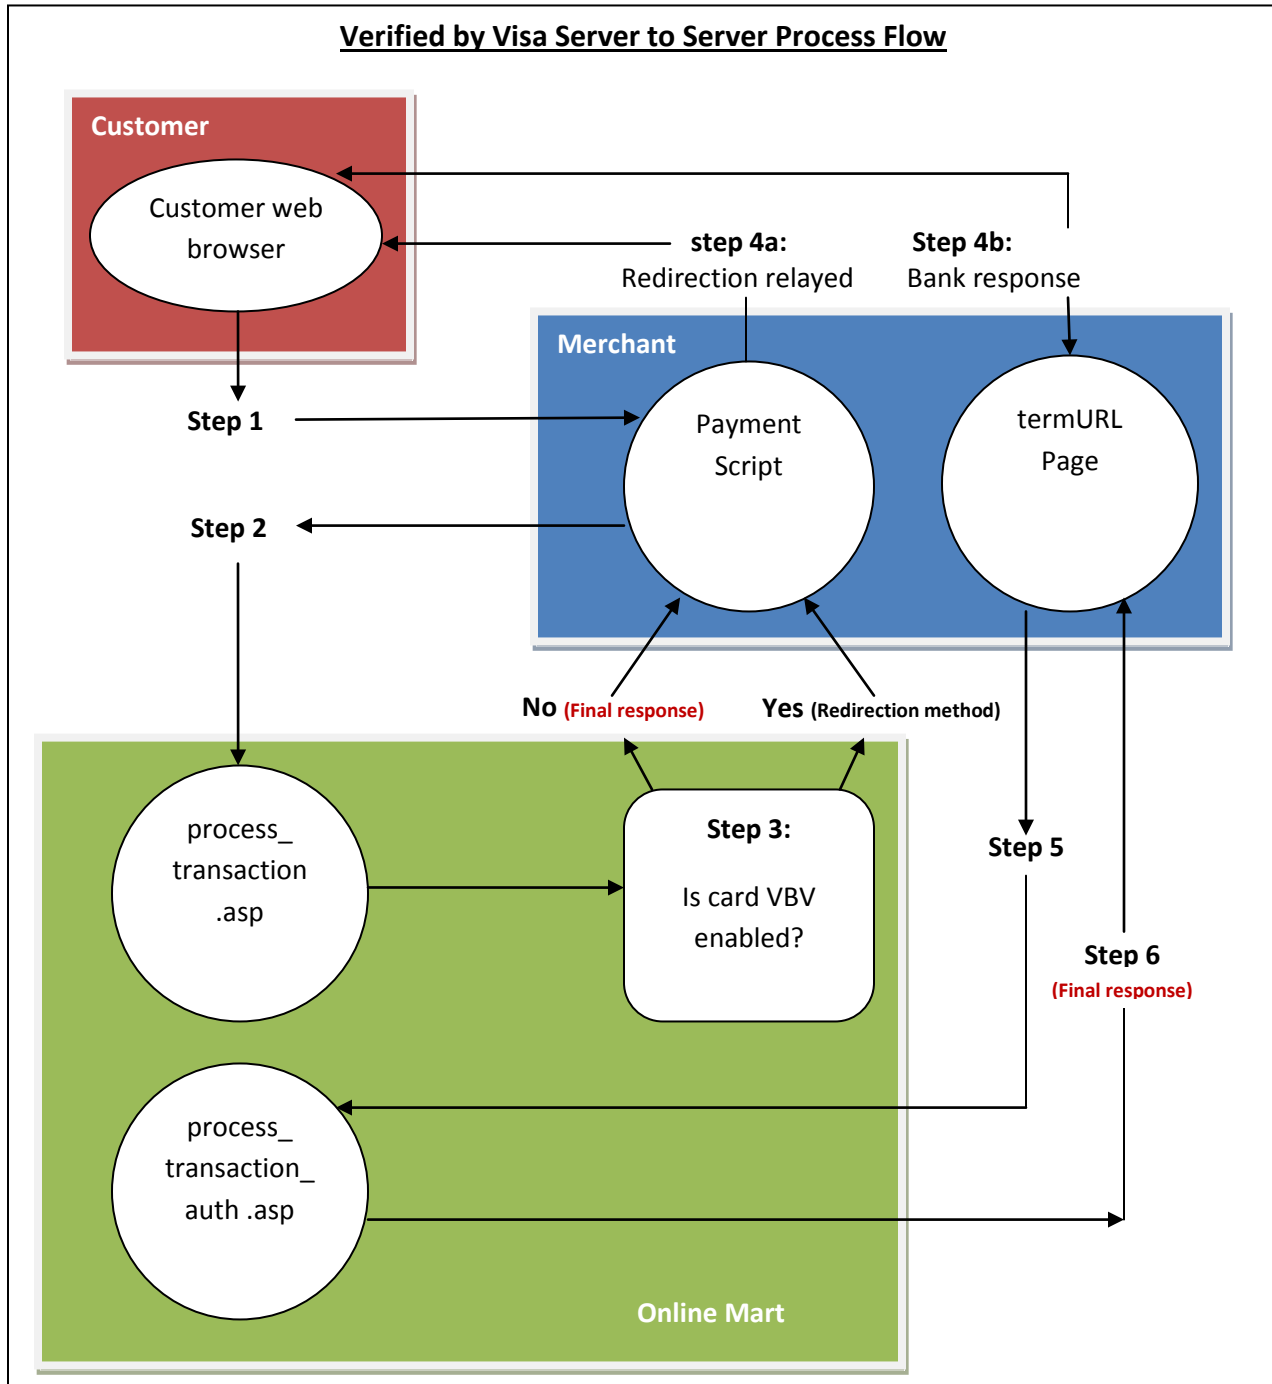 Verified by Visa Server to Server Process Flow
Customer
Customer web
browser
step 4a:
Redirection relayed
Step 4b:
Bank response
Merchant
Step 1
Payment
Script
termURL
Page
Step 2
No (Final response)
Yes (Redirection method)
process_
transaction
.asp
Step 3:
Is card VBV
enabled?
Step 5
Step 6
(Final response)
process_
transaction_
auth .asp
Online Mart